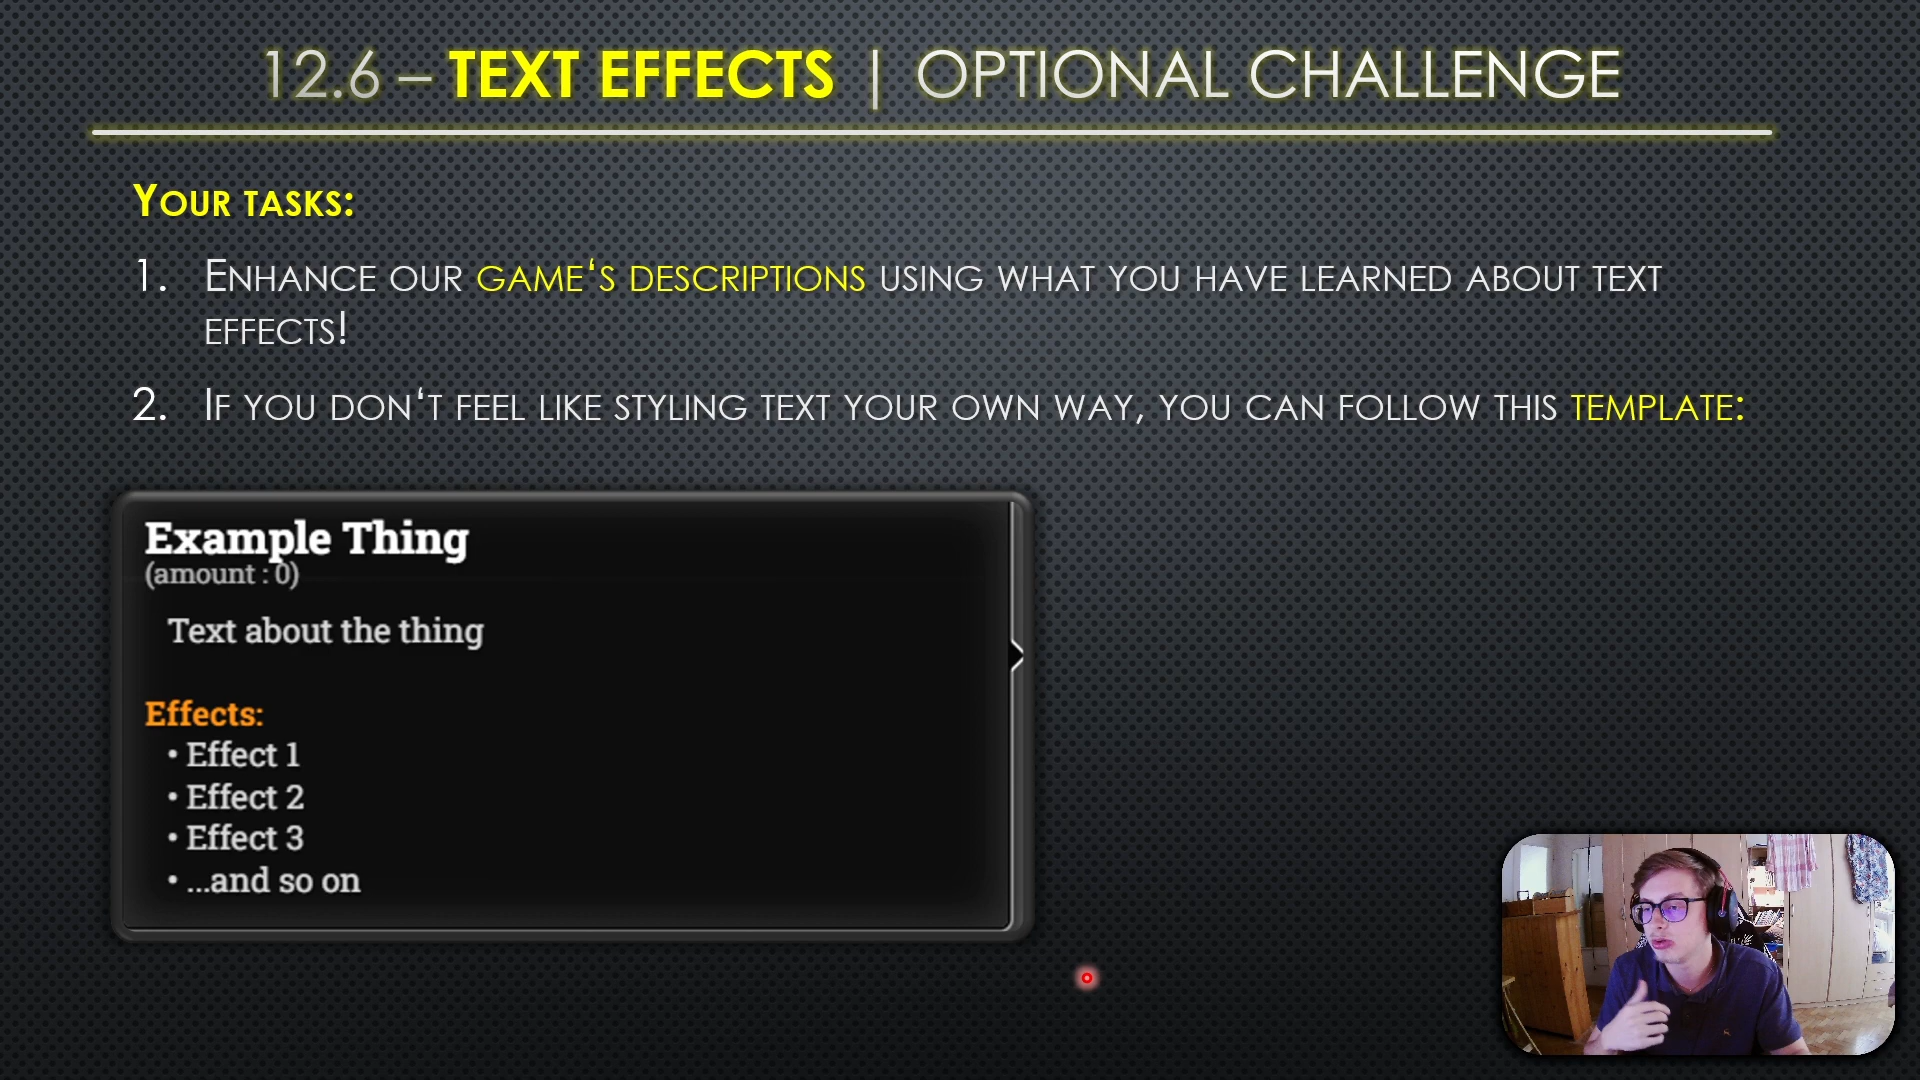 12.6 – TEXT EFFECTS | OPTIONAL CHALLENGE
YOUR TASKS:
1. ENHANCE OUR GAME‘S DESCRIPTIONS USING WHAT YOU HAVE LEARNED ABOUT TEXT
EFFECTS!
2. IF YOU DON‘T FEEL LIKE STYLING TEXT YOUR OWN WAY, YOU CAN FOLLOW THIS TEMPLATE:
Example Thing
(amount : 0)
Text about the thing
Effects:
• Effect 1
• Effect 2
• Effect 3
• ...and so on